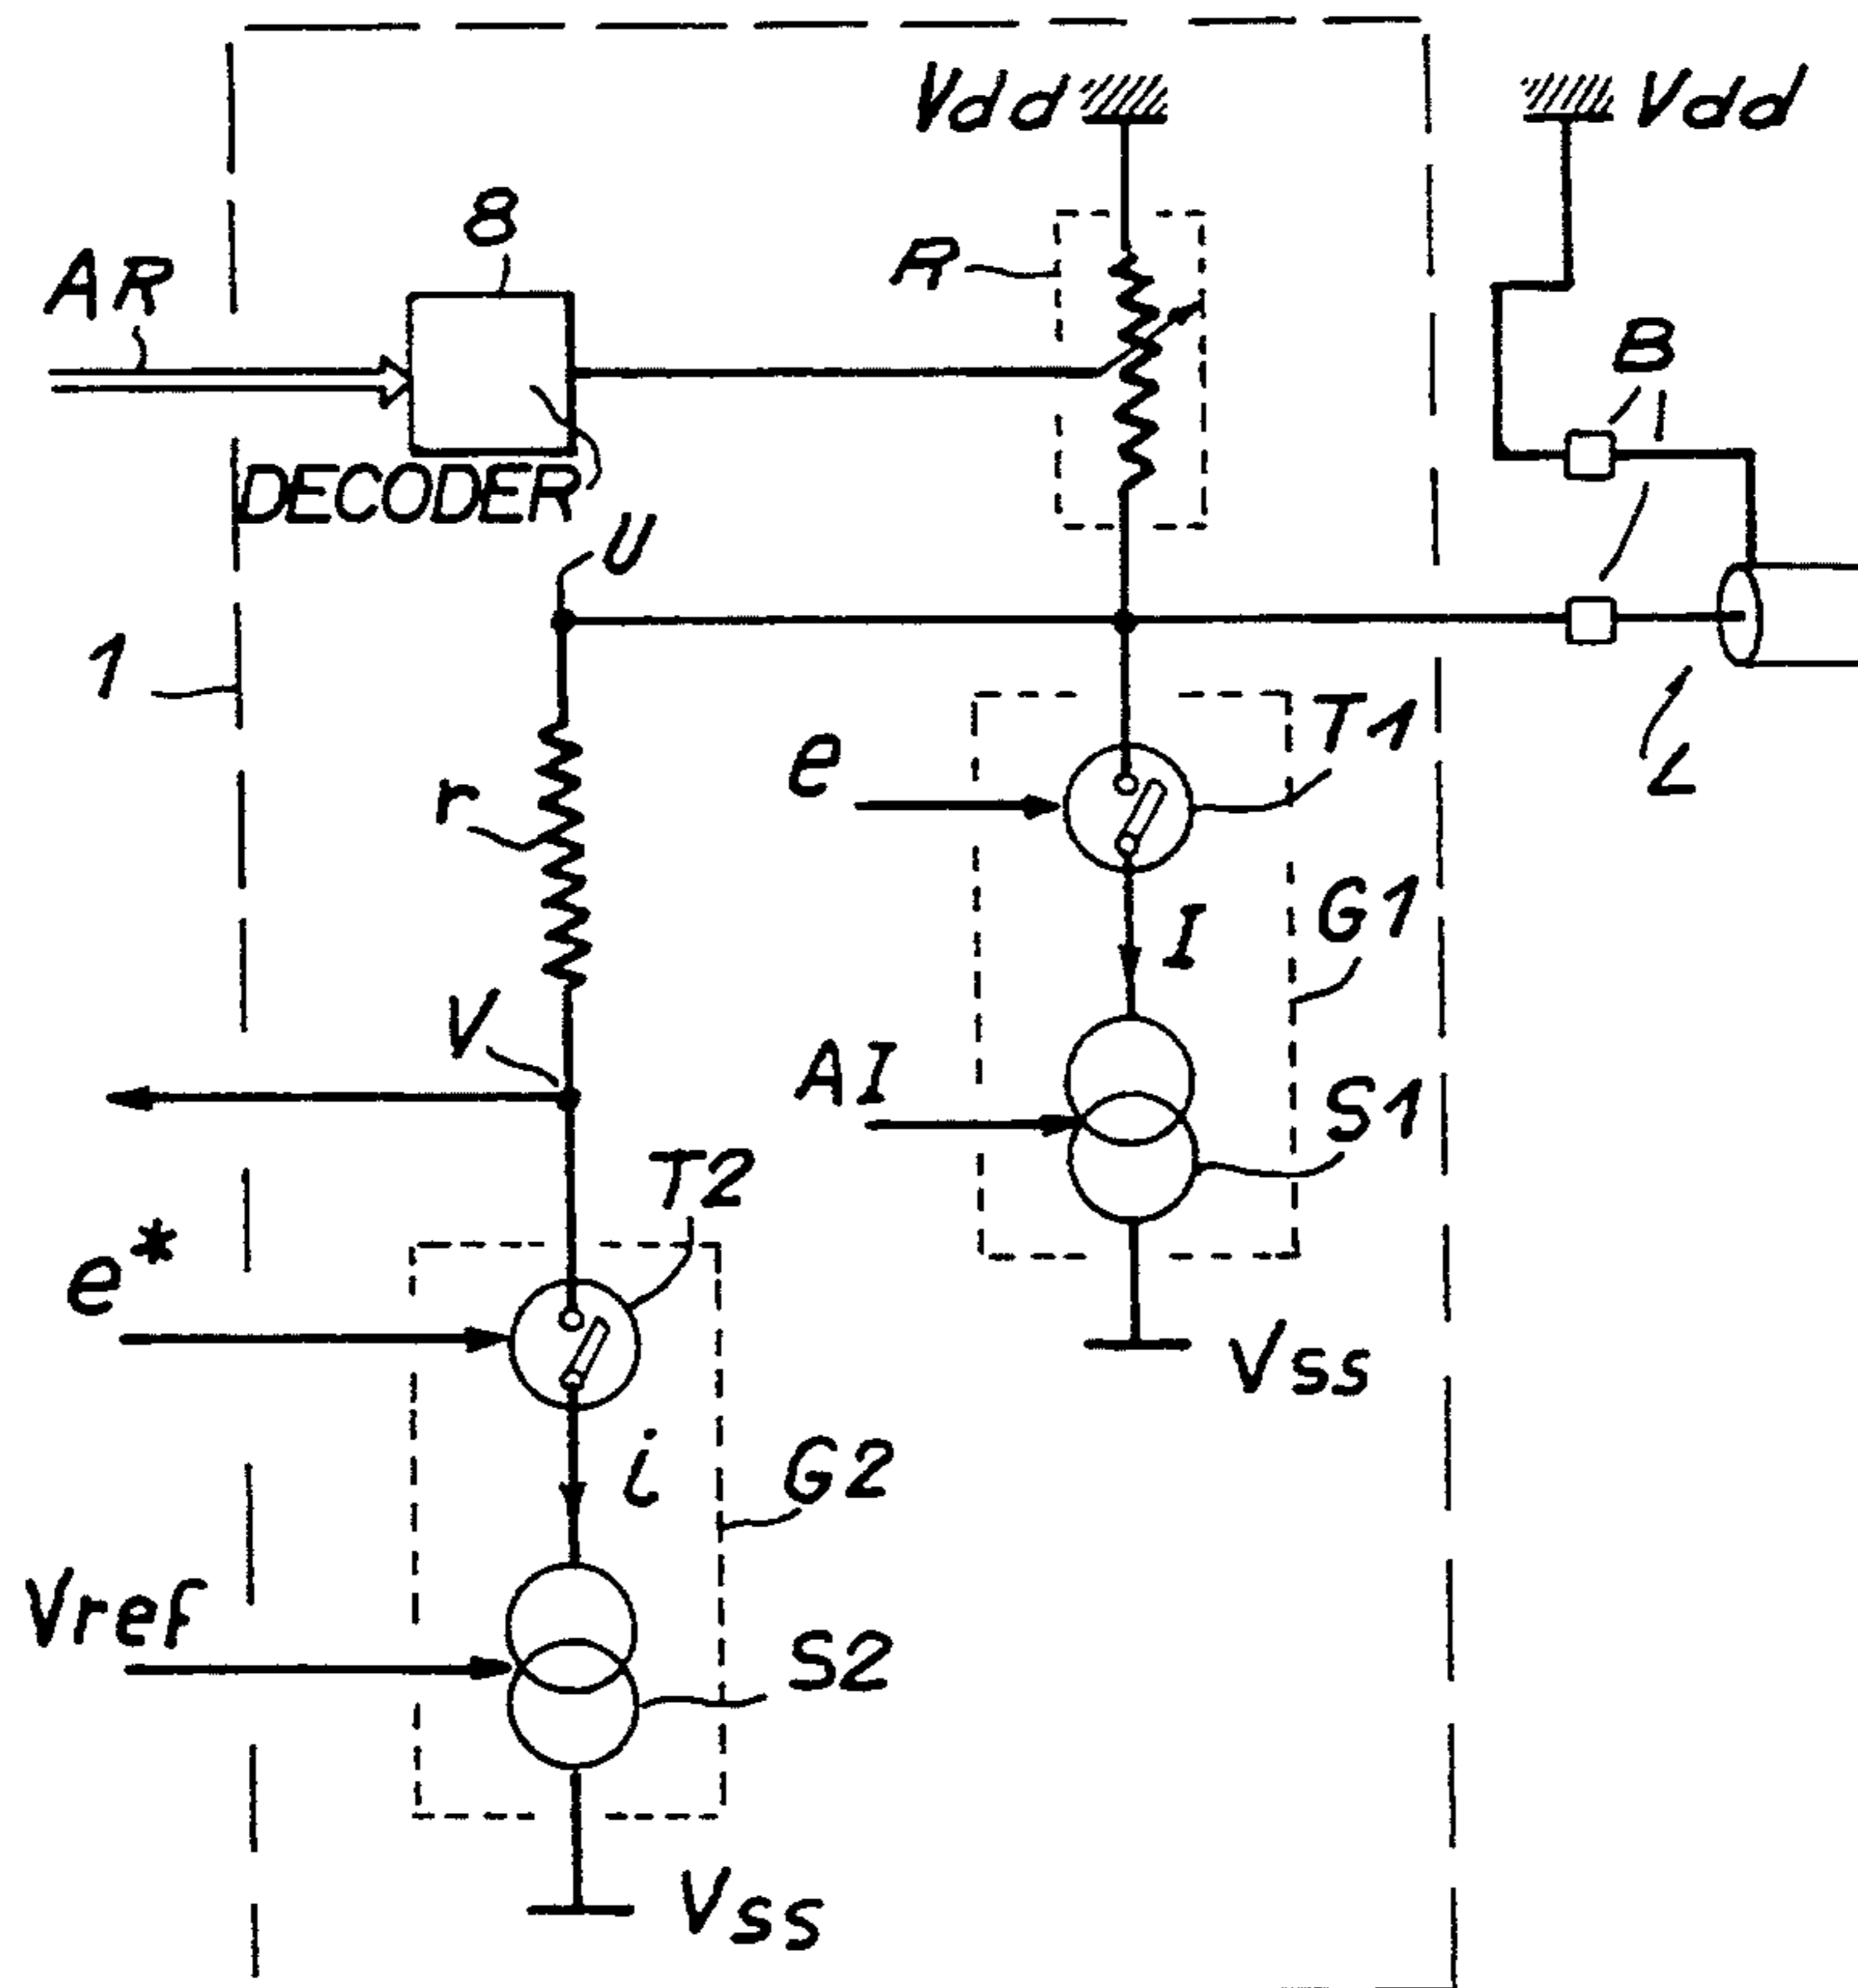 Vdd
Vdd
8
AR
R
B
DECODER
U
1
T1
e
L
r
G1
I
V
AI
S1
T2
e*
Vss
i
G2
Vref
S2
Vss